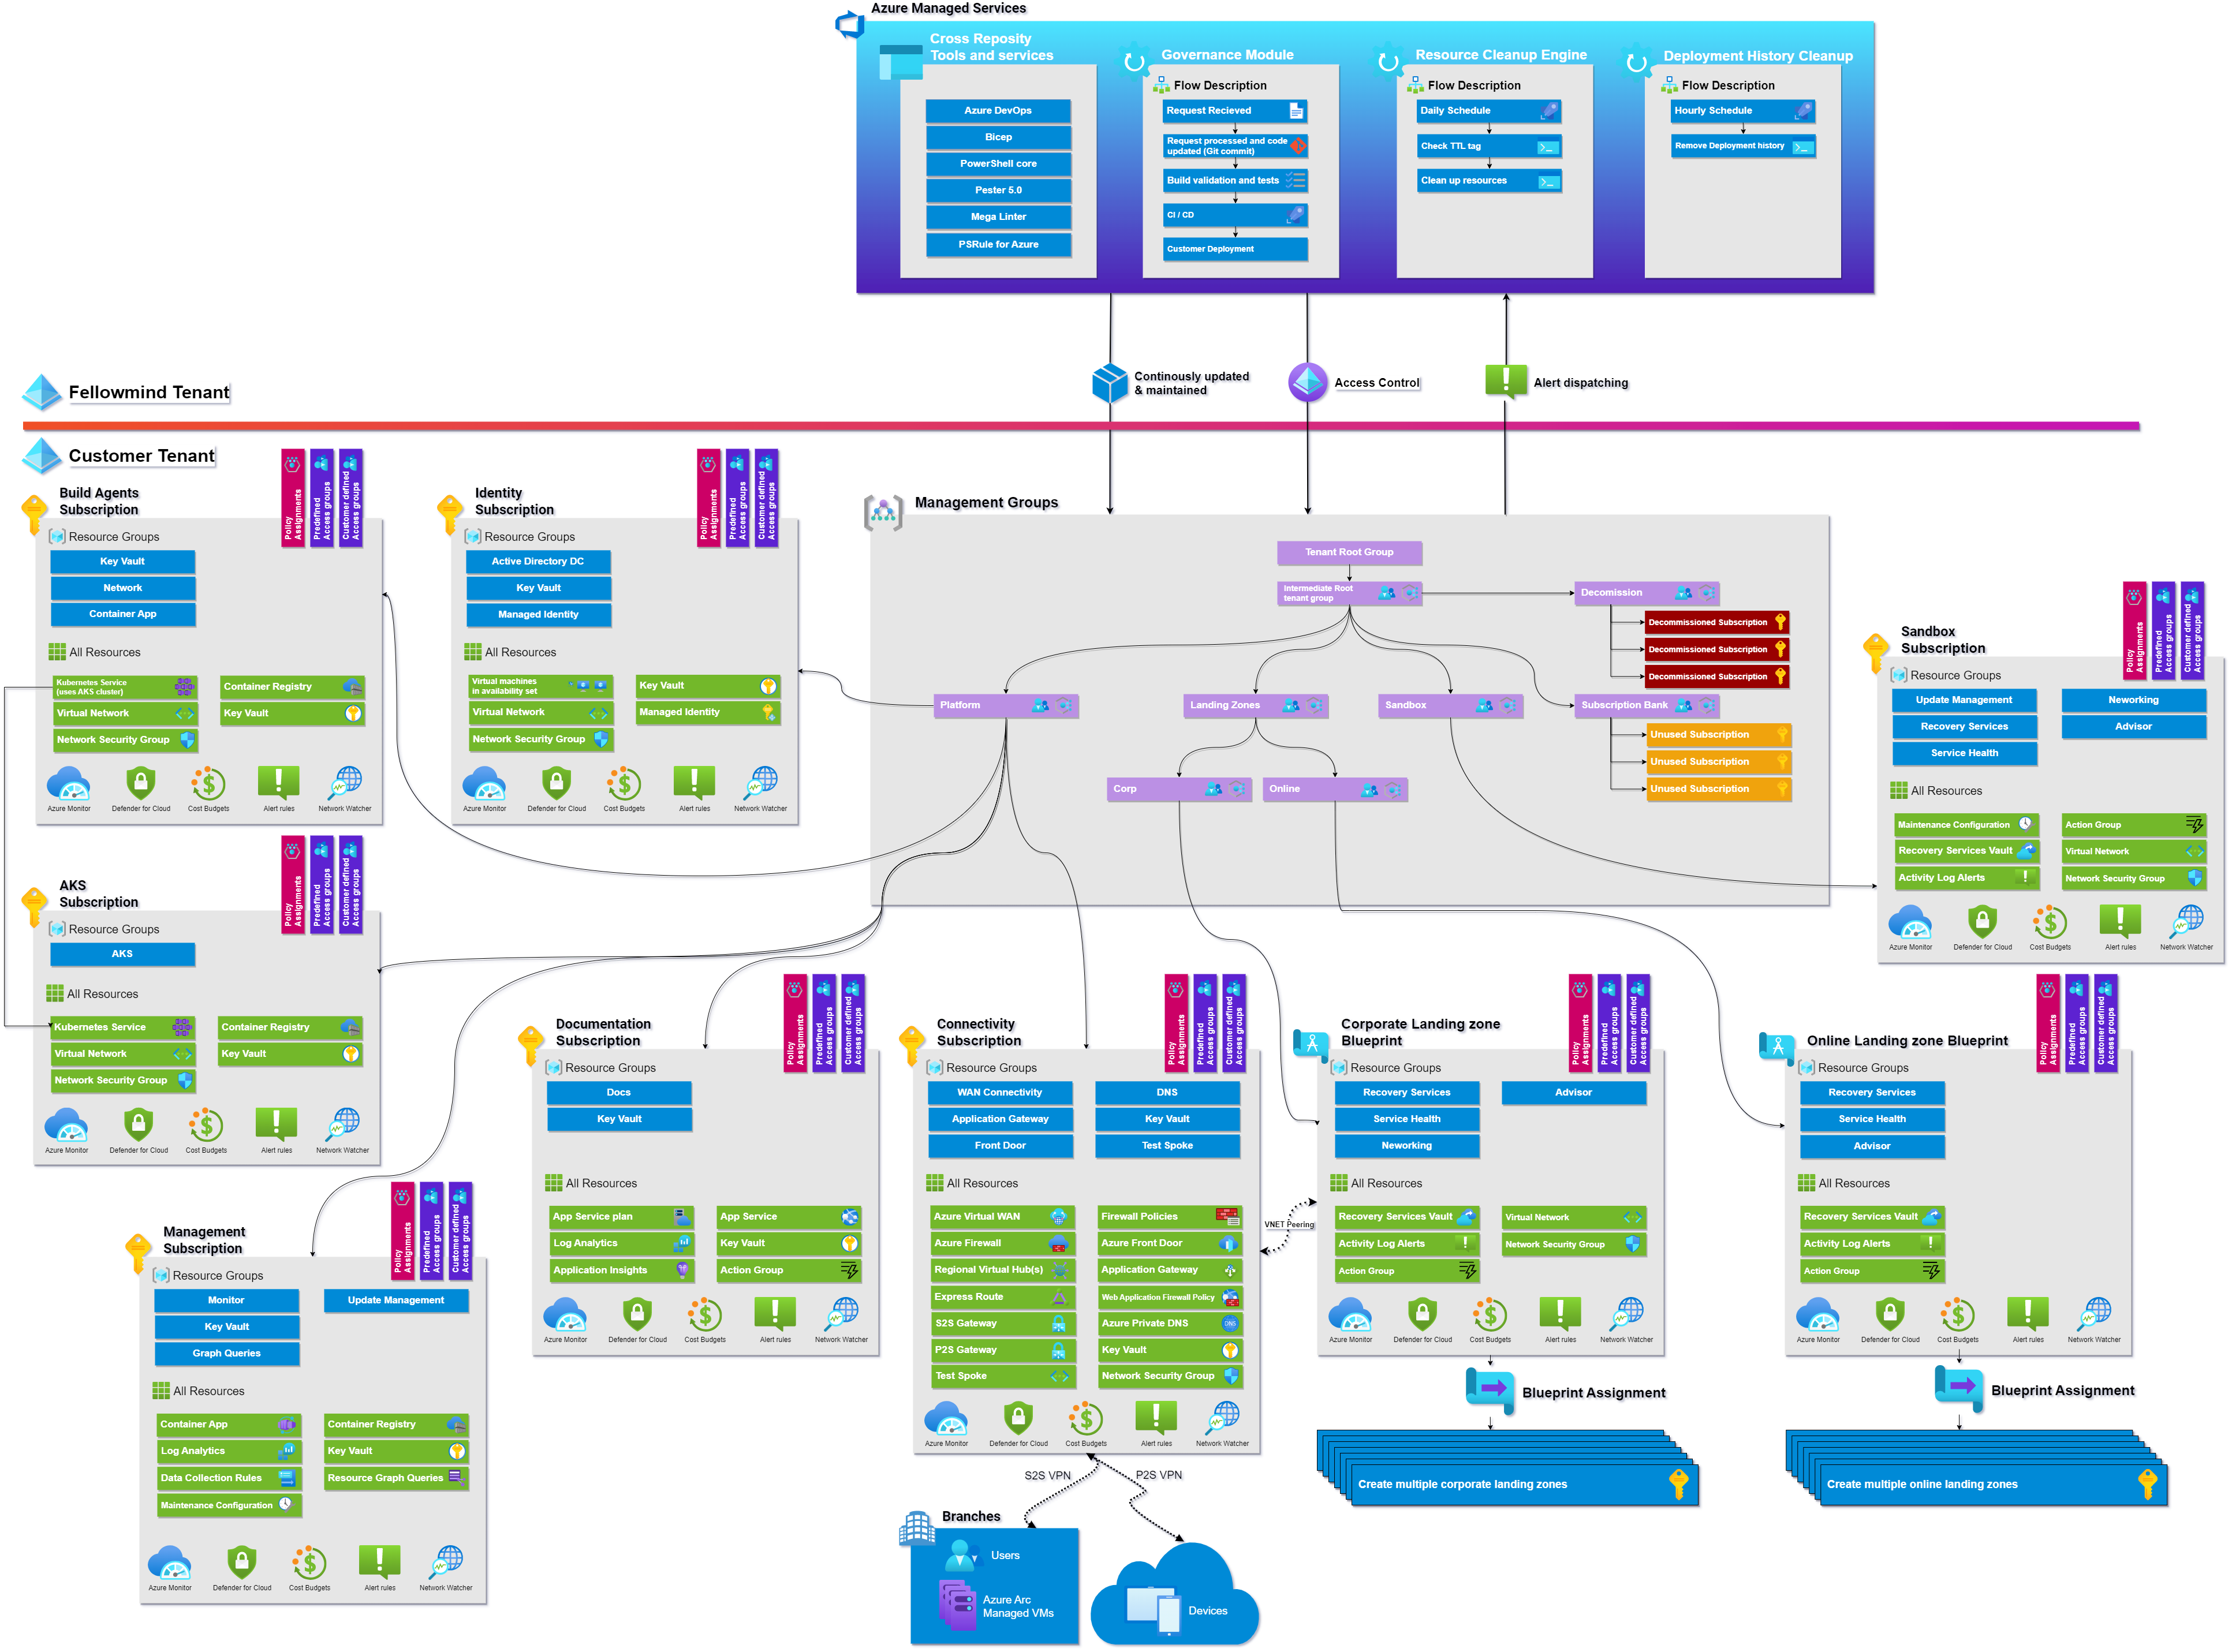 Azure Managed Services
Cross Reposity
Tools and services
Azure DevOps
Bicep
PowerShell core
Pester 5.0
Mega Linter
PSRule for Azure
Governance Module
Flow Description
Request Recieved
Request processed and code
updated (Git commit)
Build validation and tests
CI / CD
Customer Deployment
Resource Cleanup Engine
Flow Description
Daily Schedule
Check TTL tag
Clean up resources
Deployment History Cleanup
Flow Description
Hourly Schedule
Remove Deployment history
Continously updated
& maintained
Access Control
Alert dispatching
Fellowmind Tenant
Customer Tenant
Build Agents
Subscription
Policy
Assignments
Predefined
Access groups
Customer defined
Access groups
Resource Groups
Key Vault
Network
Container App
All Resources
Kubernetes Service
(uses AKS cluster)
Virtual Network
Network Security Group
Container Registry
Key Vault
Azure Monitor
Defender for Cloud
Cost Budgets
Alert rules
Network Watcher
Identity
Subscription
Policy
Assignments
Predefined
Access groups
Customer defined
Access groups
Resource Groups
Active Directory DC
Key Vault
Managed Identity
All Resources
Virtual machines
in availability set
Virtual Network
Network Security Group
Key Vault
Managed Identity
Azure Monitor
Defender for Cloud
Cost Budgets
Alert rules
Network Watcher
Management Groups
Tenant Root Group
Intermediate Root
tenant group
Decomission
Decommissioned Subscription
Decommissioned Subscription
Decommissioned Subscription
Platform
Landing Zones
Sandbox
Subscription Bank
Unused Subscription
Unused Subscription
Unused Subscription
Corp
Online
Sandbox
Subscription
Policy
Assignments
Predefined
Access groups
Customer defined
Access groups
Resource Groups
Update Management
Recovery Services
Service Health
Neworking
Advisor
All Resources
Maintenance Configuration
Recovery Services Vault
Activity Log Alerts
Action Group
Virtual Network
Network Security Group
Azure Monitor
Defender for Cloud
Cost Budgets
Alert rules
Network Watcher
AKS
Subscription
Policy
Assignments
Predefined
Access groups
Customer defined
Access groups
Resource Groups
AKS
All Resources
Kubernetes Service
Virtual Network
Network Security Group
Container Registry
Key Vault
Azure Monitor
Defender for Cloud
Cost Budgets
Alert rules
Network Watcher
Management
Subscription
Policy
Assignments
Predefined
Access groups
Customer defined
Access groups
Resource Groups
Monitor
Key Vault
Graph Queries
Update Management
All Resources
Container App
Log Analytics
Data Collection Rules
Maintenance Configuration
Container Registry
Key Vault
Resource Graph Queries
Azure Monitor
Defender for Cloud
Cost Budgets
Alert rules
Network Watcher
Documentation
Subscription
Policy
Assignments
Predefined
Access groups
Customer defined
Access groups
Resource Groups
Docs
Key Vault
All Resources
App Service plan
Log Analytics
Application Insights
App Service
Key Vault
Action Group
Azure Monitor
Defender for Cloud
Cost Budgets
Alert rules
Network Watcher
Connectivity
Subscription
Policy
Assignments
Predefined
Access groups
Customer defined
Access groups
Resource Groups
WAN Connectivity
Application Gateway
Front Door
DNS
Key Vault
Test Spoke
All Resources
Azure Virtual WAN
Azure Firewall
Regional Virtual Hub(s)
Express Route
S2S Gateway
P2S Gateway
Test Spoke
Firewall Policies
Azure Front Door
Application Gateway
Web Application Firewall Policy
Azure Private DNS
DNS
Key Vault
Network Security Group
Azure Monitor
Defender for Cloud
Cost Budgets
Alert rules
Network Watcher
VNET Peering
S2S VPN
P2S VPN
Branches
Users
Azure Arc
Managed VMs
Devices
Corporate Landing zone
Blueprint
Policy
Assignments
Predefined
Access groups
Customer defined
Access groups
Resource Groups
Recovery Services
Service Health
Neworking
Advisor
All Resources
Recovery Services Vault
Activity Log Alerts
Action Group
Virtual Network
Network Security Group
Azure Monitor
Defender for Cloud
Cost Budgets
Alert rules
Network Watcher
Blueprint Assignment
Create multiple corporate landing zones
Online Landing zone Blueprint
Policy
Assignments
Predefined
Access groups
Customer defined
Access groups
Resource Groups
Recovery Services
Service Health
Advisor
All Resources
Recovery Services Vault
Activity Log Alerts
Action Group
Azure Monitor
Defender for Cloud
Cost Budgets
Alert rules
Network Watcher
Blueprint Assignment
Create multiple online landing zones